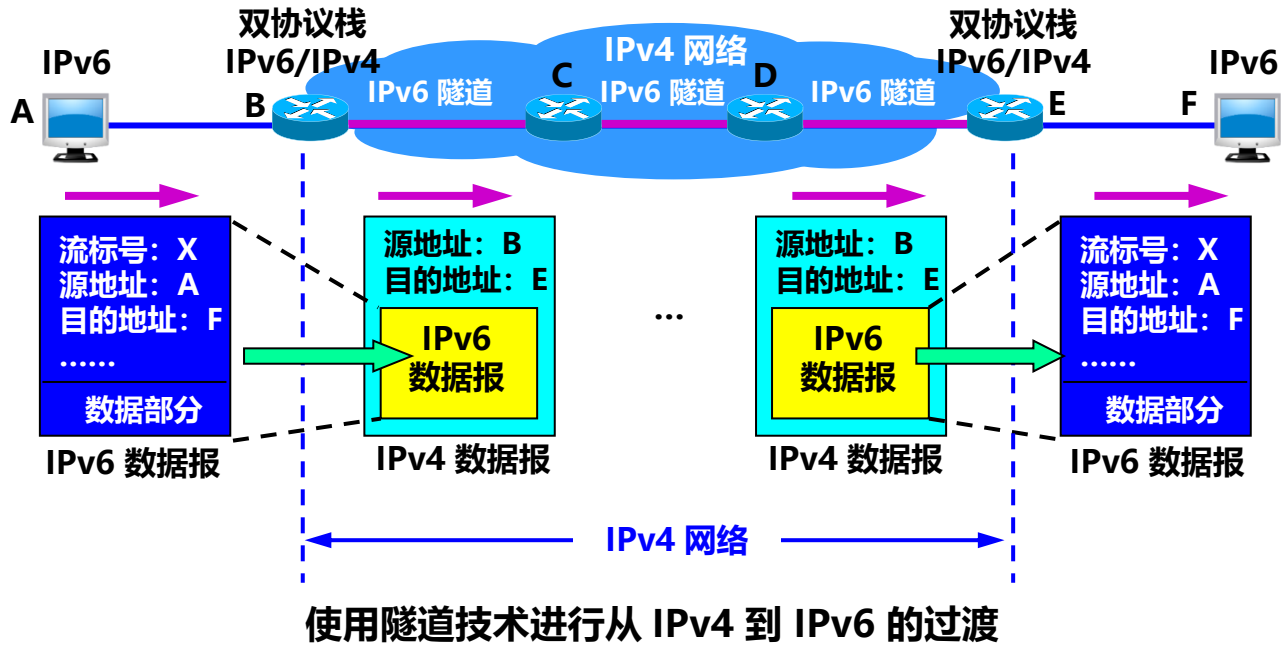 双协议栈
IPv6/IPv4
双协议栈
IPv6/IPv4
IPv4 网络
IPv6
IPv6
A
B
C
D
E
F
IPv6 隧道
IPv6 隧道
IPv6 隧道
流标号：X
源地址：A
目的地址：F
……
数据部分
IPv6 数据报
源地址：B
目的地址：E
IPv6
数据报
IPv4 数据报
…
源地址：B
目的地址：E
IPv6
数据报
IPv4 数据报
流标号：X
源地址：A
目的地址：F
……
数据部分
IPv6 数据报
IPv4 网络
使用隧道技术进行从 IPv4 到 IPv6 的过渡